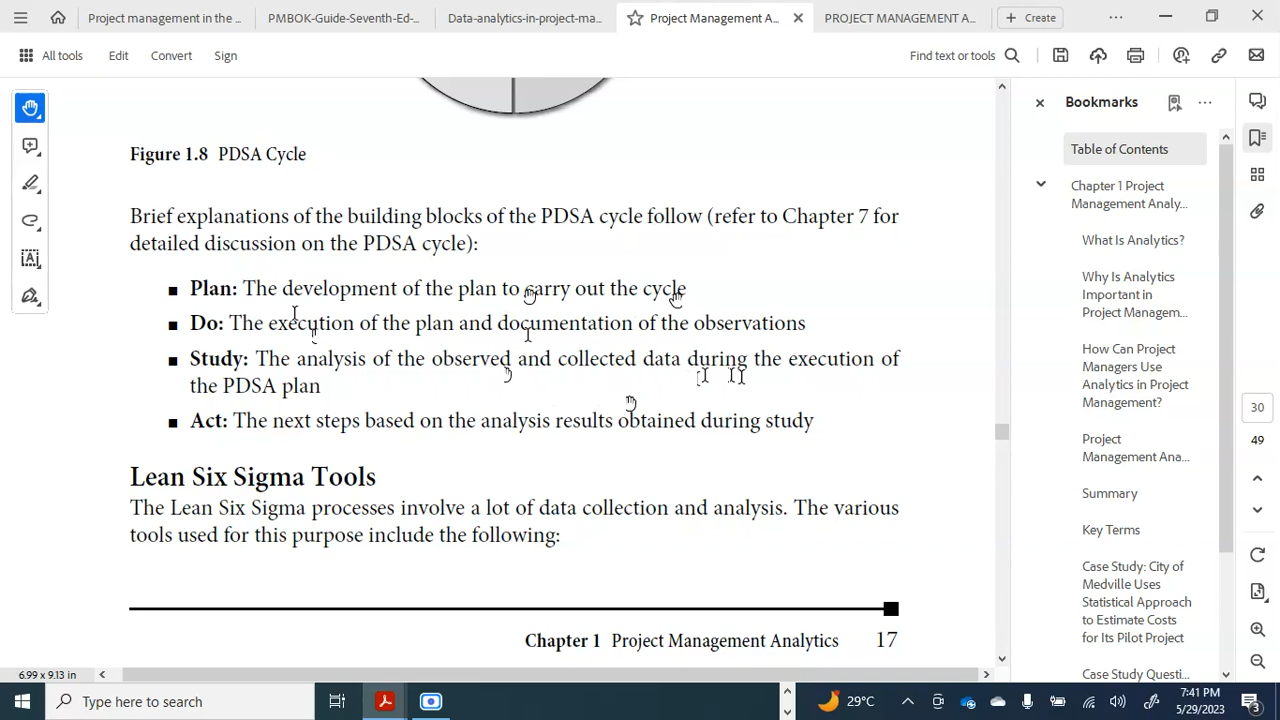 Project management in the ...
PMBOK-Guide-Seventh-Ed-...
Data-analytics-in-project-ma...
Project Management A...
PROJECT MANAGEMENT A...
Create
All tools
Edit
Convert
Sign
Find text or tools
Figure 1.8 PDSA Cycle
Brief explanations of the building blocks of the PDSA cycle follow (refer to Chapter 7 for
detailed discussion on the PDSA cycle):
■ Plan: The development of the plan to carry out the cycle
■ Do: The execution of the plan and documentation of the observations
■ Study: The analysis of the observed and collected data during the execution of
the PDSA plan
■ Act: The next steps based on the analysis results obtained during study
Lean Six Sigma Tools
The Lean Six Sigma processes involve a lot of data collection and analysis. The various
tools used for this purpose include the following:
Chapter 1 Project Management Analytics 17
6.99 x 9.13 in
Bookmarks
Table of Contents
Chapter 1 Project
Management Analy...
What Is Analytics?
Why Is Analytics
Important in
Project Managem...
How Can Project
Managers Use
Analytics in Project
Management?
Project
Management Ana...
Summary
Key Terms
Case Study: City of
Medville Uses
Statistical Approach
to Estimate Costs
for Its Pilot Project
Case Study Questi...
30
49
Type here to search
29°C
7:41 PM
5/29/2023
3